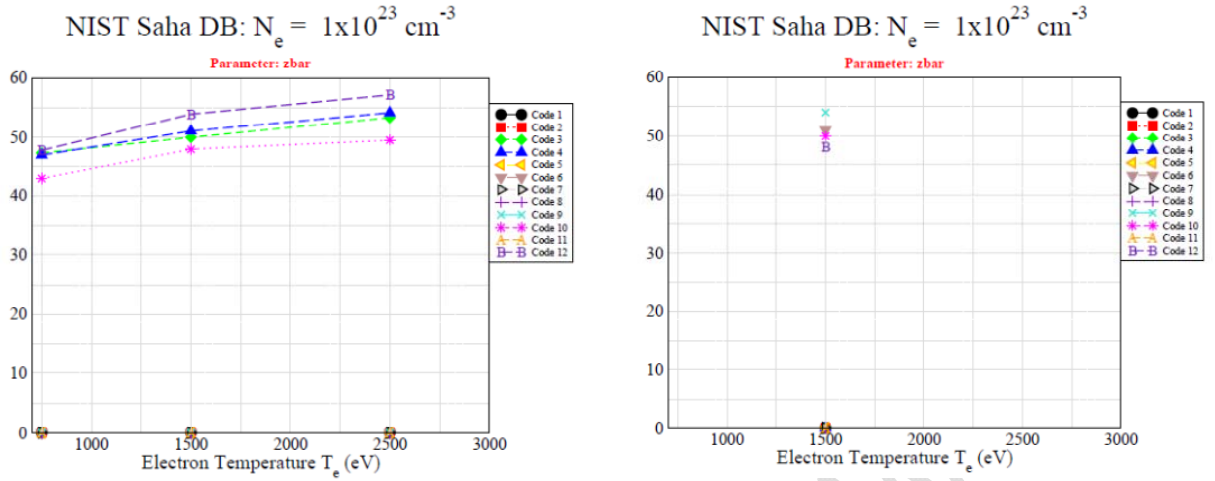 NIST Saha DB: N_e = 1x10^23 cm^-3
Parameter: zbar
60
50
40
30
20
10
0
1000 1500 2000 2500 3000
Electron Temperature T_e (eV)
Code 1
Code 2
Code 3
Code 4
Code 5
Code 6
Code 7
Code 8
Code 9
Code 10
Code 11
B B Code 12
B
B
B
NIST Saha DB: N_e = 1x10^23 cm^-3
Parameter: zbar
60
50
40
30
20
10
0
1000 1500 2000 2500 3000
Electron Temperature T_e (eV)
Code 1
Code 2
Code 3
Code 4
Code 5
Code 6
Code 7
Code 8
Code 9
Code 10
Code 11
B B Code 12
B